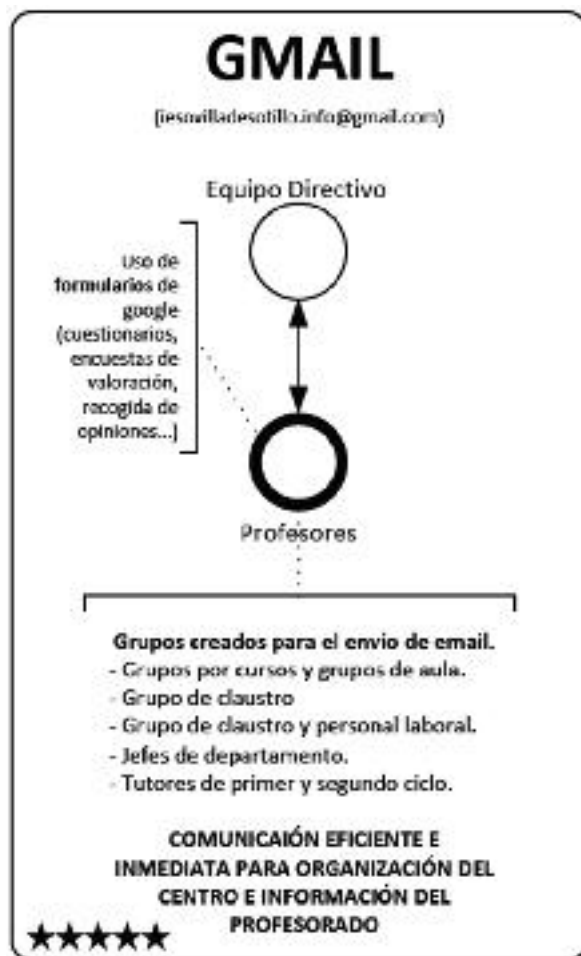 GMAIL
(iesovilladesotillo.info@gmail.com)
Equipo Directivo
Uso de
formularios de
google
(cuestionarios,
encuestas de
valoración,
recogida de
opiniones...)
Profesores
Grupos creados para el envio de email.
- Grupos por cursos y grupos de aula.
- Grupo de claustro
- Grupo de claustro y personal laboral.
- Jefes de departamento.
- Tutores de primer y segundo ciclo.
COMUNICAIÓN EFICIENTE E
INMEDIATA PARA ORGANIZACIÓN DEL
CENTRO E INFORMACIÓN DEL
PROFESORADO